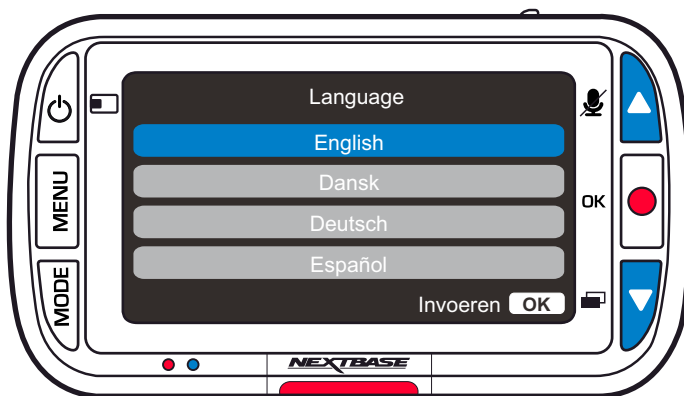 Language
English
MENU
Dansk
OK
Deutsch
Español
MODE
Invoeren OK
NEXTBASE